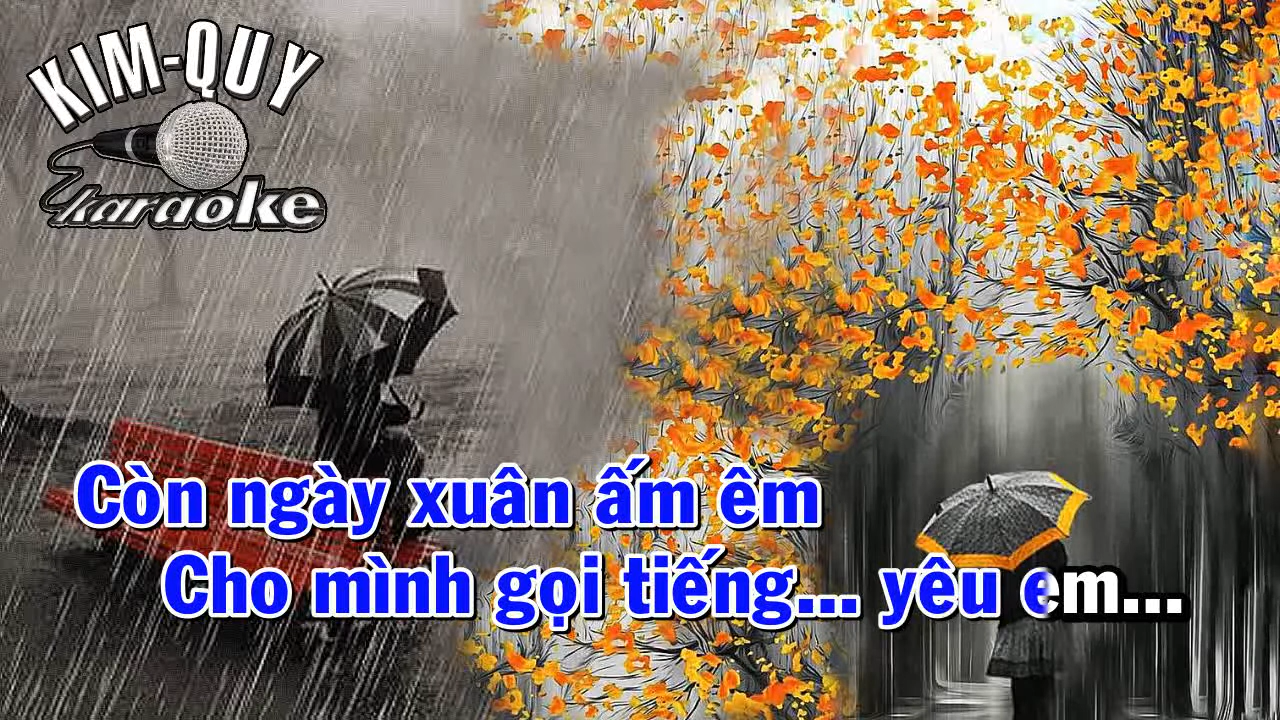 KIM-QUY
karaoke
Còn ngày xuân ấm êm
Cho mình gọi tiếng... yêu em...